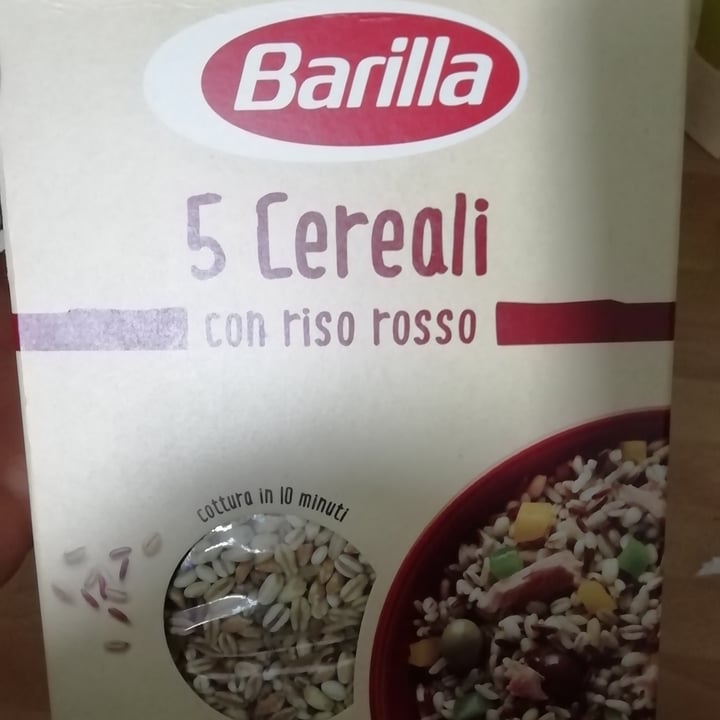 Barilla
5 Cereali
con riso rosso
cottura in 10 minuti